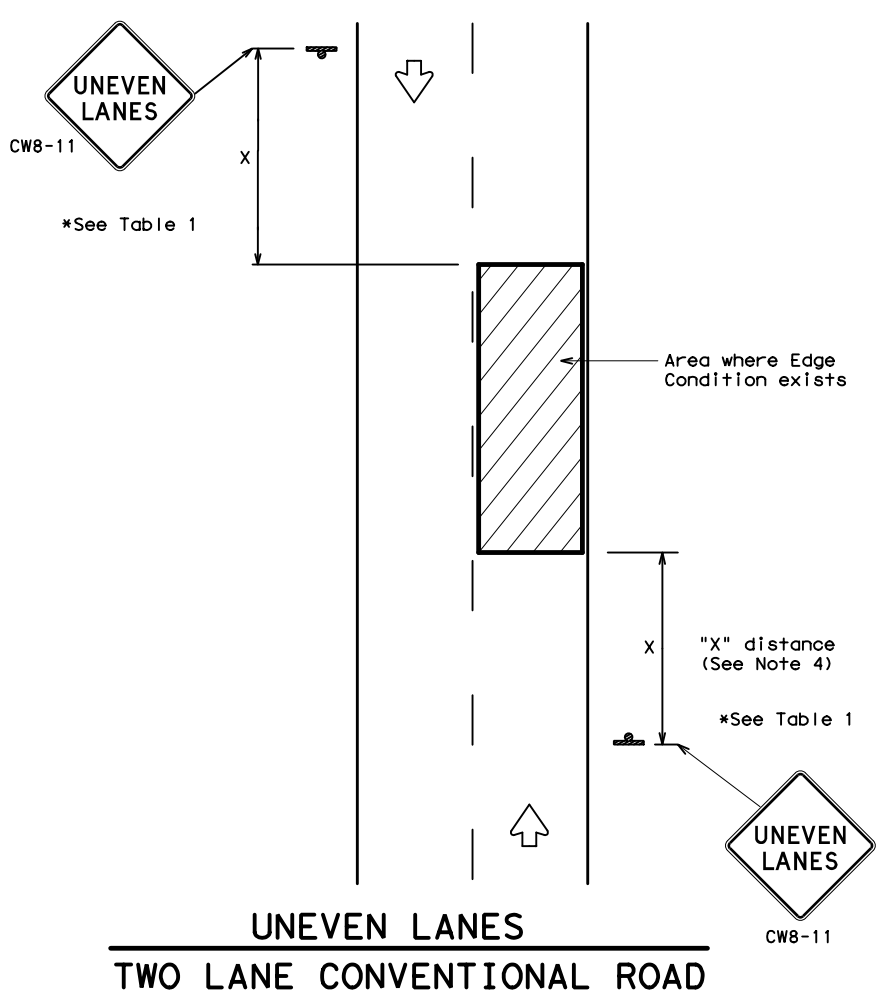 UNEVEN
LANES
CW8-11
X
*See Table 1
Area where Edge
Condition exists
X
"X" distance
(See Note 4)
*See Table 1
UNEVEN
LANES
CW8-11
UNEVEN LANES
TWO LANE CONVENTIONAL ROAD